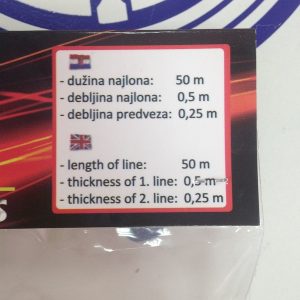 - dužina najlona: 50 m
- debljina najlona: 0,5 m
- debljina predveza: 0,25 m
- length of line: 50 m
- thickness of 1. line: 0,5 m
- thickness of 2. line: 0,25 m